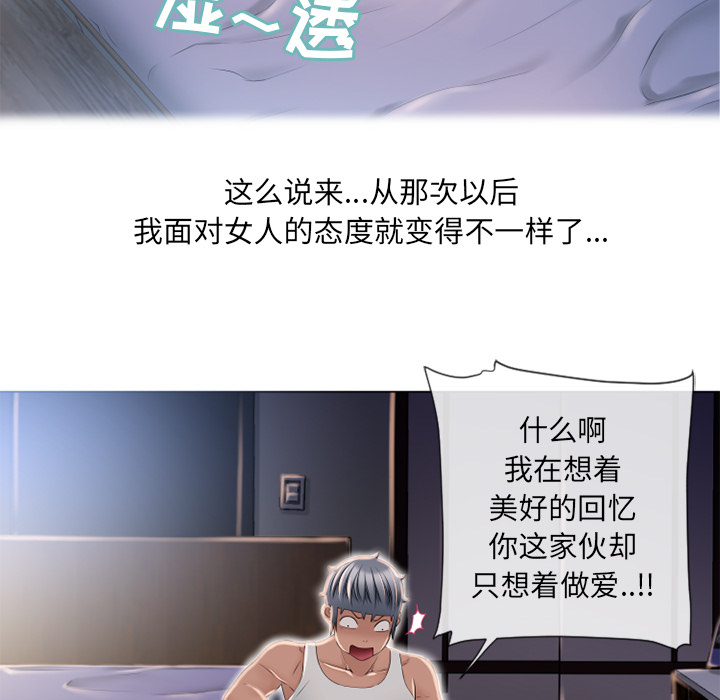 湿～透
这么说来...从那次以后
我面对女人的态度就变得不一样了...
什么啊
我在想着
美好的回忆
你这家伙却
只想着做爱..!!